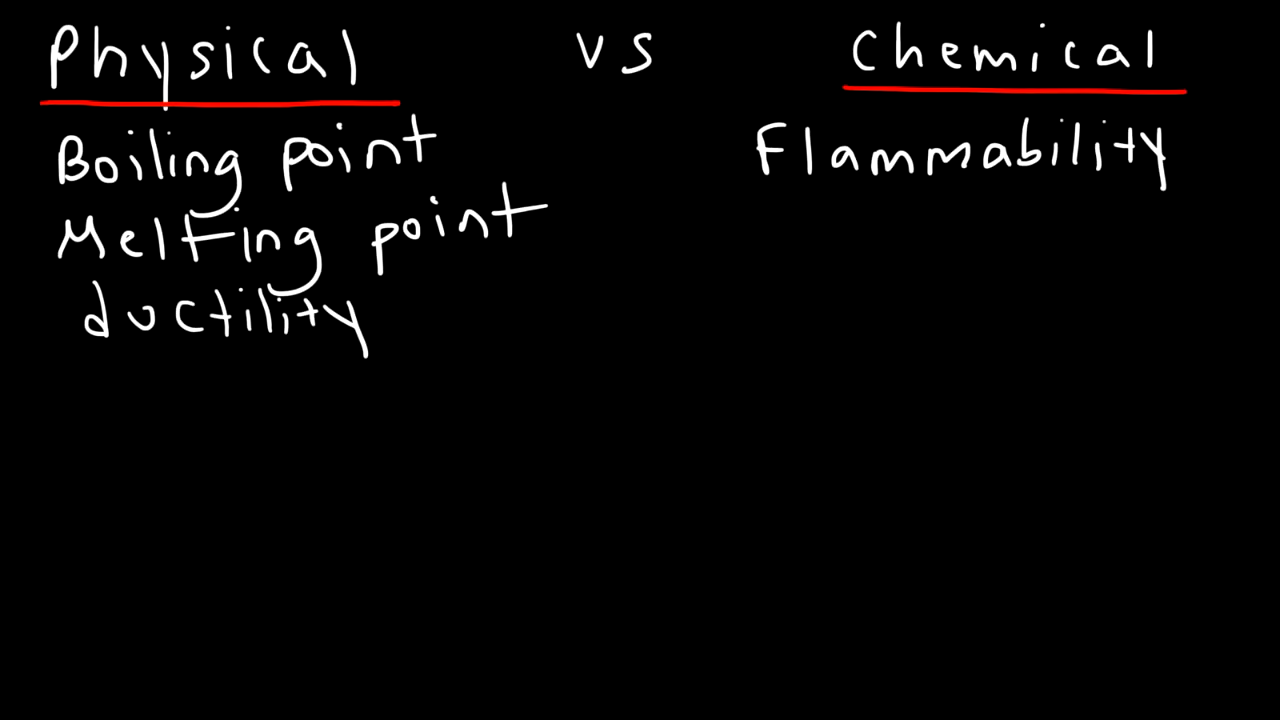 Physical vs Chemical
Boiling point
Melting point
ductility
Flammability